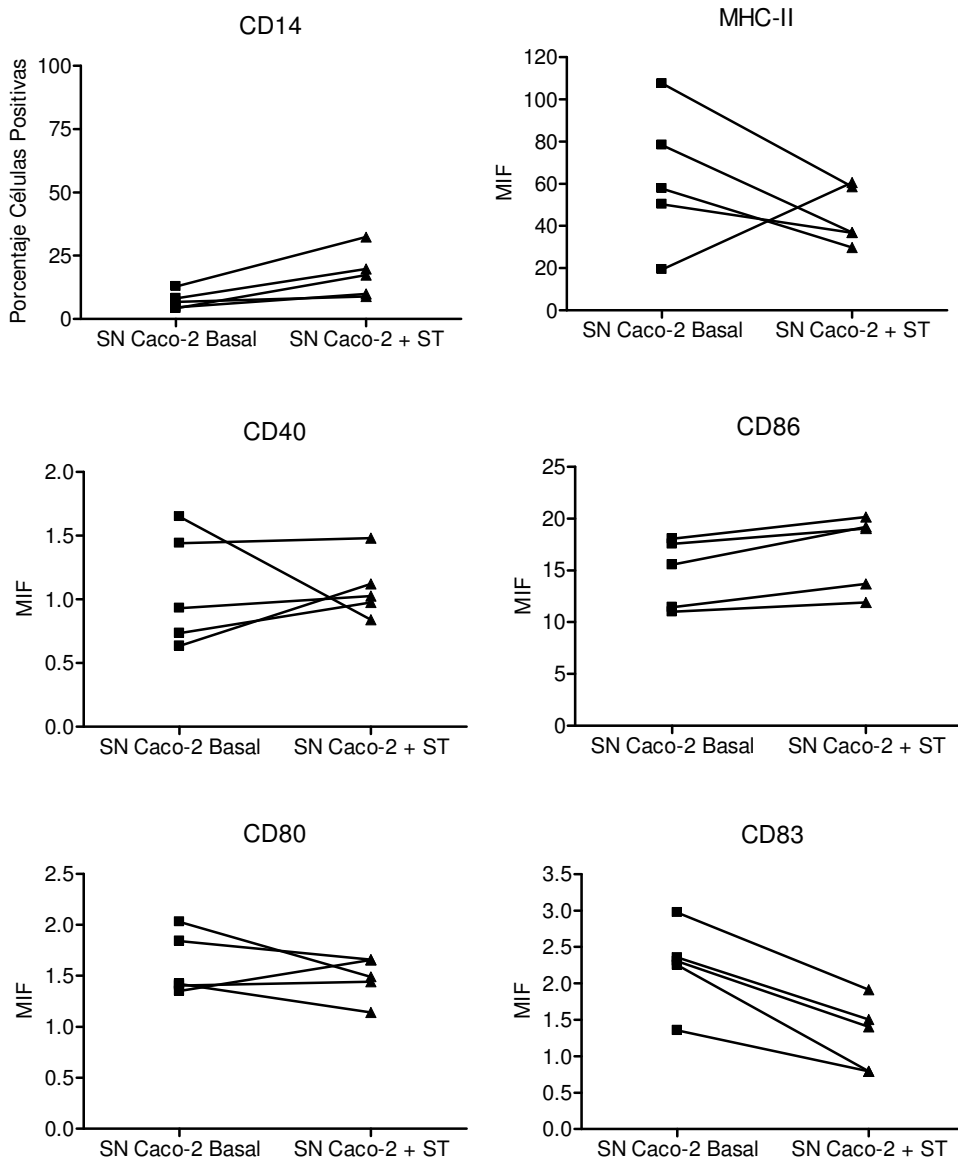 CD14
Porcentaje Células Positivas
100
75
50
25
0
SN Caco-2 Basal SN Caco-2 + ST
MHC-II
MIF
120
100
80
60
40
20
0
SN Caco-2 Basal SN Caco-2 + ST
CD40
MIF
2.0
1.5
1.0
0.5
0.0
SN Caco-2 Basal SN Caco-2 + ST
CD86
MIF
25
20
15
10
5
0
SN Caco-2 Basal SN Caco-2 + ST
CD80
MIF
2.5
2.0
1.5
1.0
0.5
0.0
SN Caco-2 Basal SN Caco-2 + ST
CD83
MIF
3.5
3.0
2.5
2.0
1.5
1.0
0.5
0.0
SN Caco-2 Basal SN Caco-2 + ST